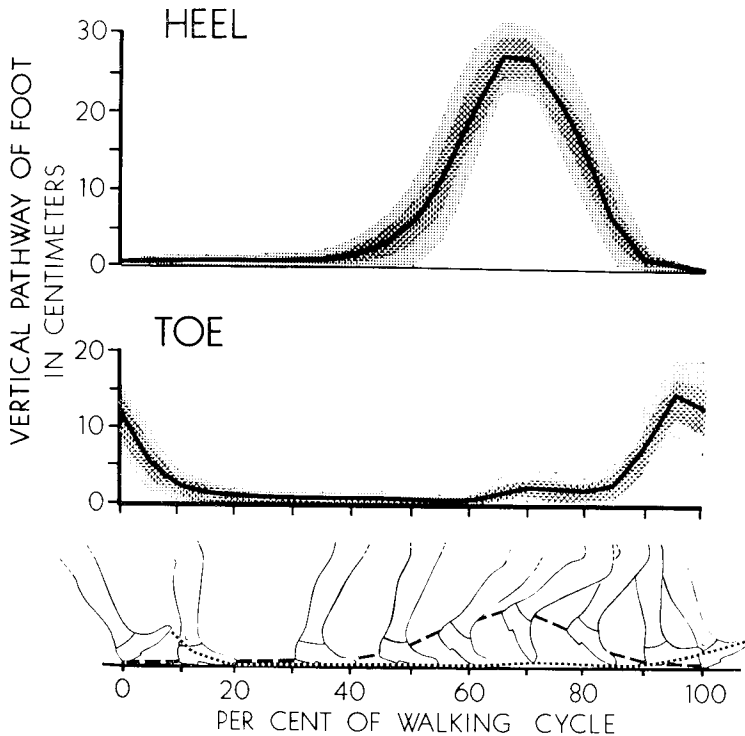 HEEL
VERTICAL PATHWAY OF FOOT
IN CENTIMETERS
30
20
10
0
TOE
20
10
0
0 20 40 60 80 100
PER CENT OF WALKING CYCLE